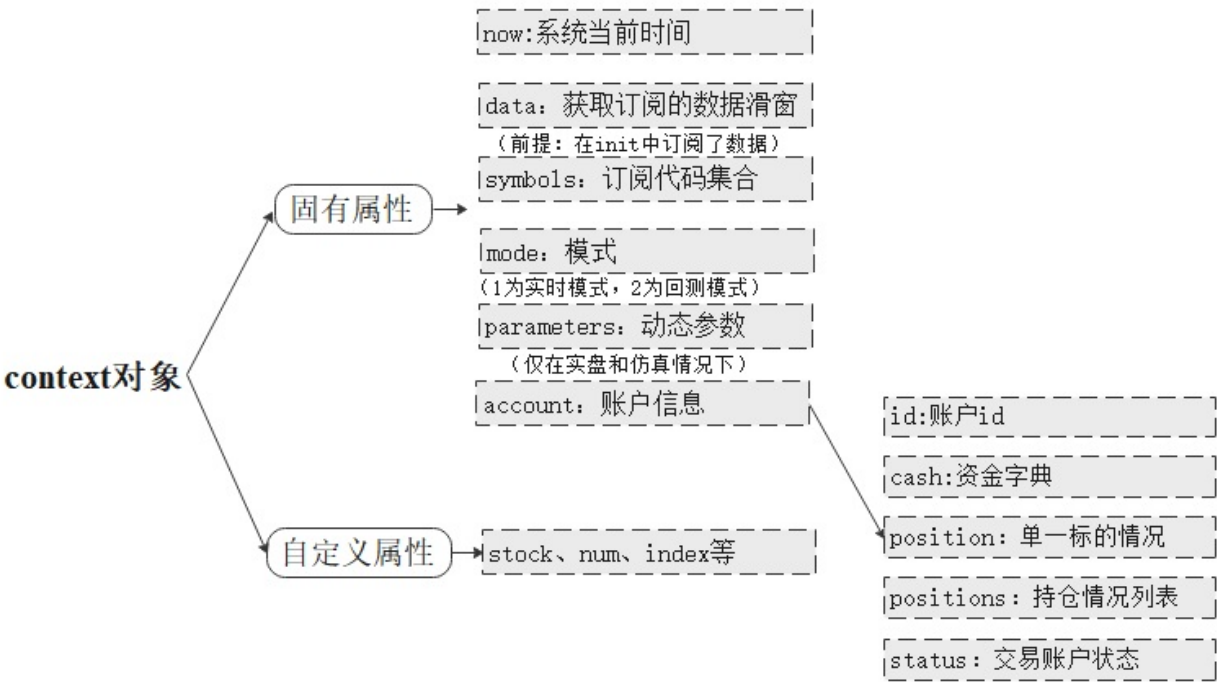 now:系统当前时间
data: 获取订阅的数据滑窗
(前提: 在init中订阅了数据)
symbols: 订阅代码集合
固有属性
mode: 模式
(1为实时模式, 2为回测模式)
parameters: 动态参数
(仅在实盘和仿真情况下)
context对象
account: 账户信息
id:账户id
cash:资金字典
position: 单一标的情况
自定义属性
stock、num、index等
positions: 持仓情况列表
status: 交易账户状态